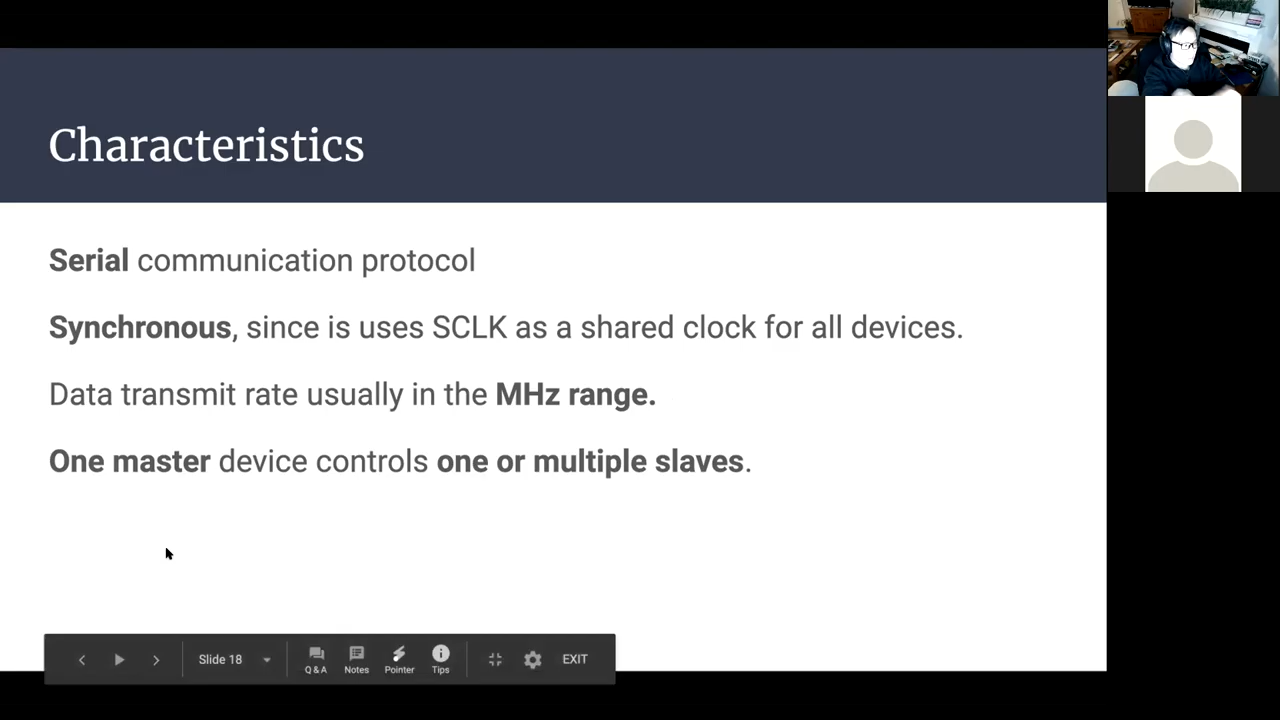 Characteristics
Serial communication protocol
Synchronous, since is uses SCLK as a shared clock for all devices.
Data transmit rate usually in the MHz range.
One master device controls one or multiple slaves.
Slide 18
Q & A
Notes
Pointer
Tips
EXIT